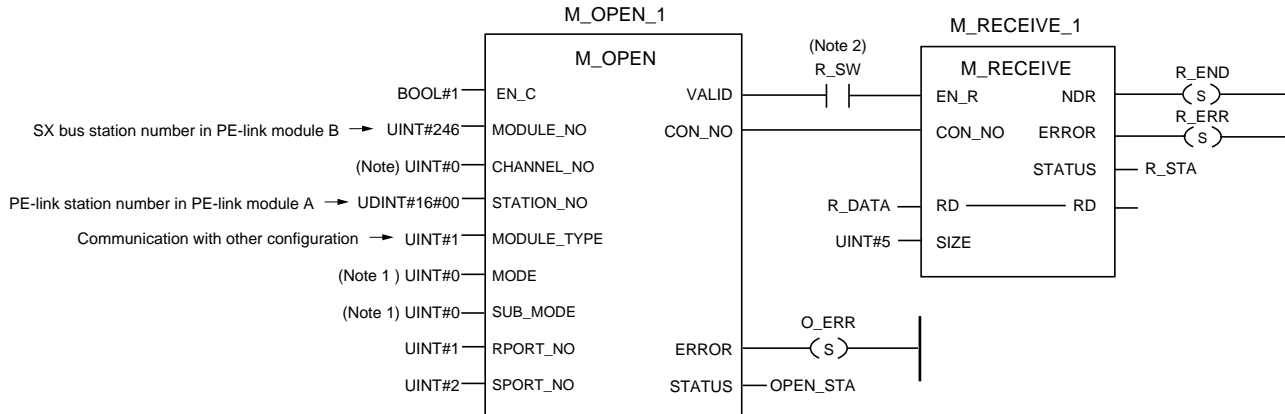 M_OPEN_1
M_RECEIVE_1
M_OPEN
(Note 2)
R_SW
M_RECEIVE
R_END
S
BOOL#1 EN_C VALID EN_R NDR
R_ERR
S
SX bus station number in PE-link module B → UINT#246 MODULE_NO CON_NO CON_NO ERROR
(Note) UINT#0 CHANNEL_NO STATUS R_STA
PE-link station number in PE-link module A → UDINT#16#00 STATION_NO R_DATA RD RD
Communication with other configuration → UINT#1 MODULE_TYPE UINT#5 SIZE
(Note 1 ) UINT#0 MODE
(Note 1) UINT#0 SUB_MODE
O_ERR
S
UINT#1 RPORT_NO ERROR
UINT#2 SPORT_NO STATUS OPEN_STA